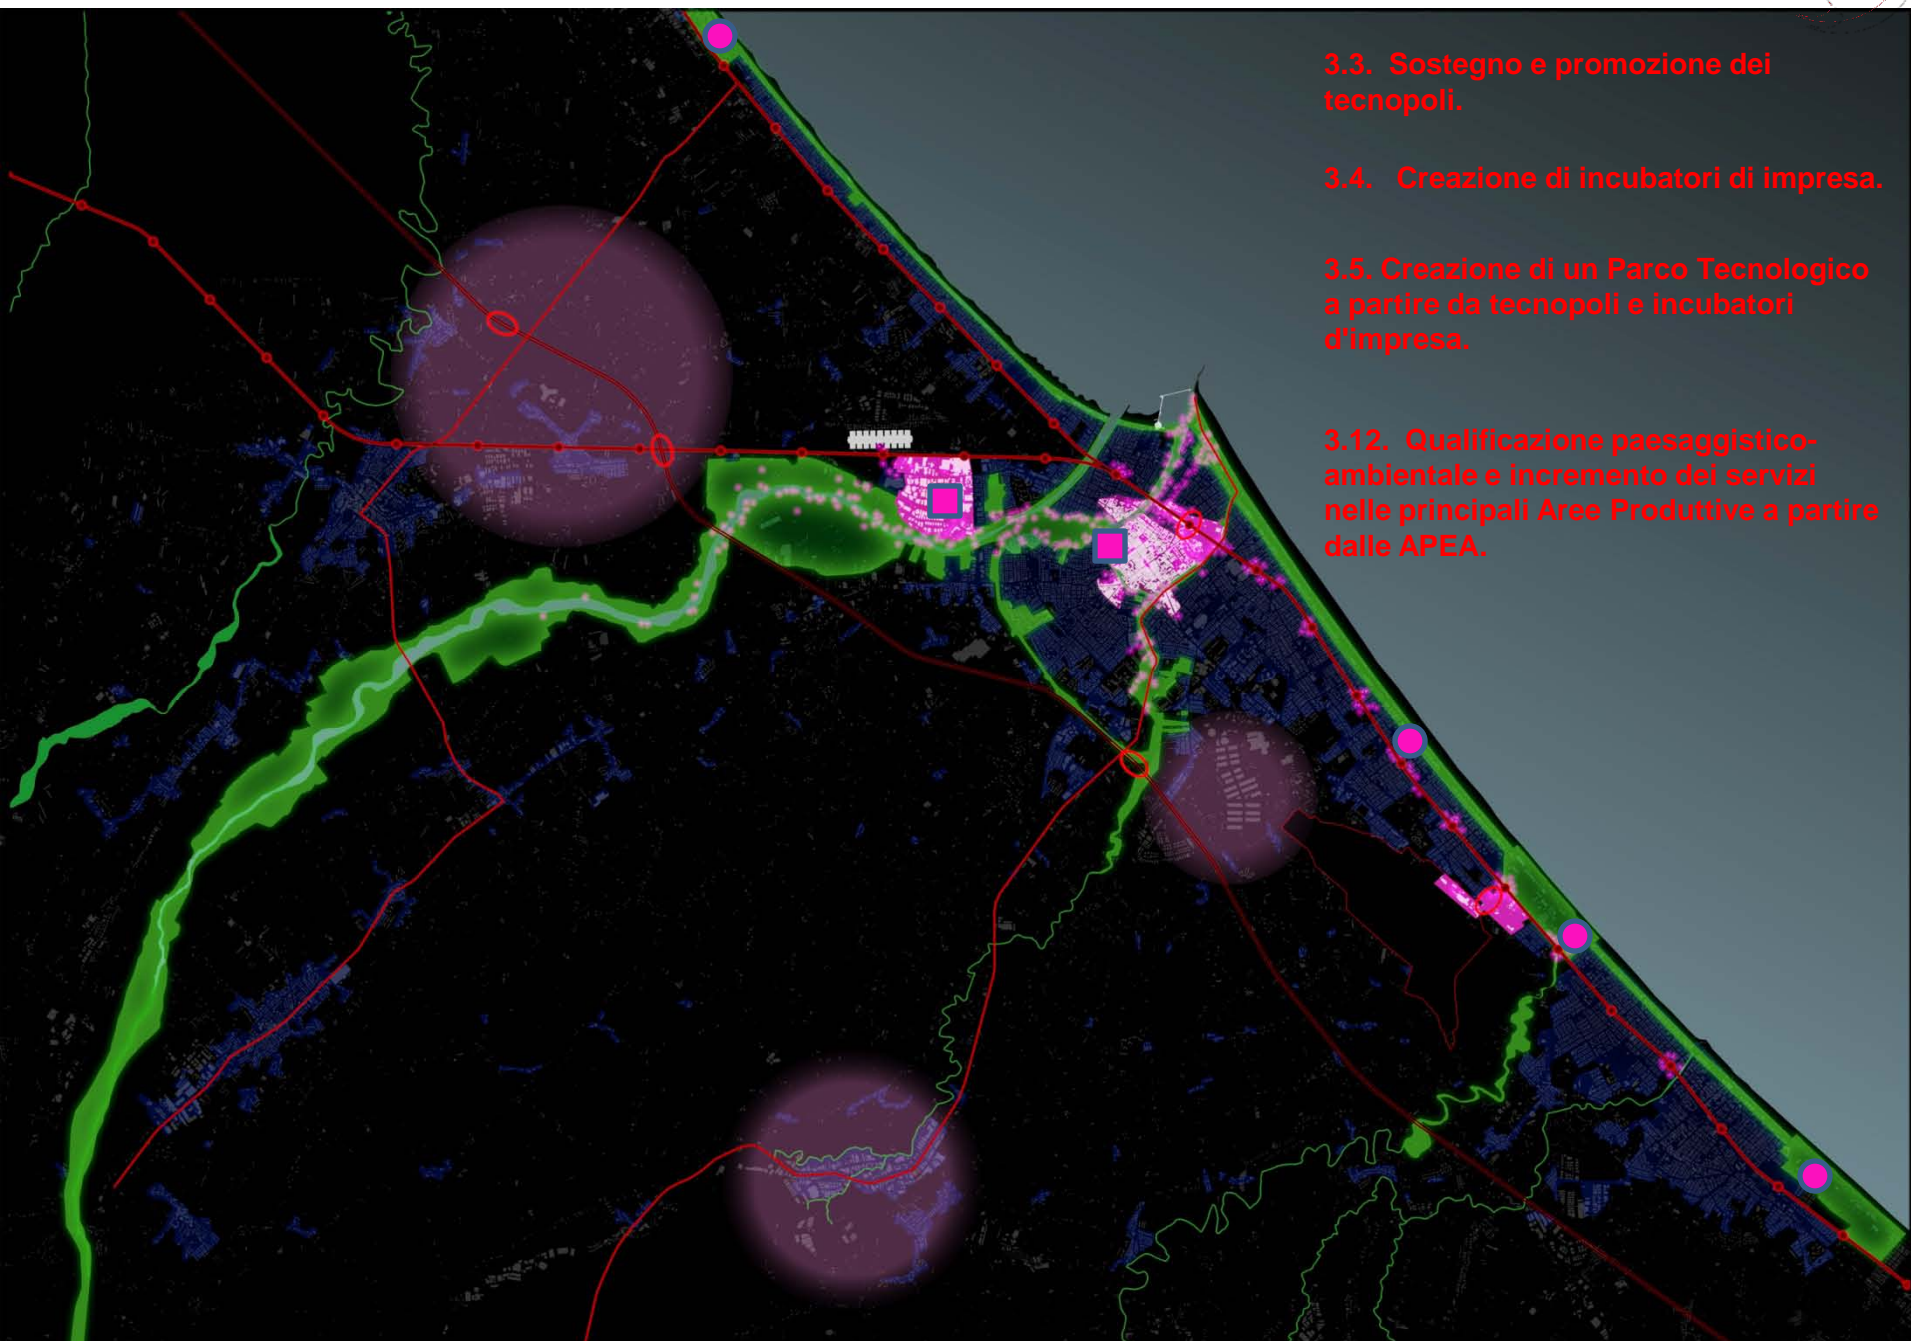 3.3.  Sostegno e promozione dei
tecnopoli.
3.4.   Creazione di incubatori di impresa.
3.5. Creazione di un Parco Tecnologico
a partire da tecnopoli e incubatori
d'impresa.
3.12.  Qualificazione paesaggistico-
ambientale e incremento dei servizi
nelle principali Aree Produttive a partire
dalle APEA.